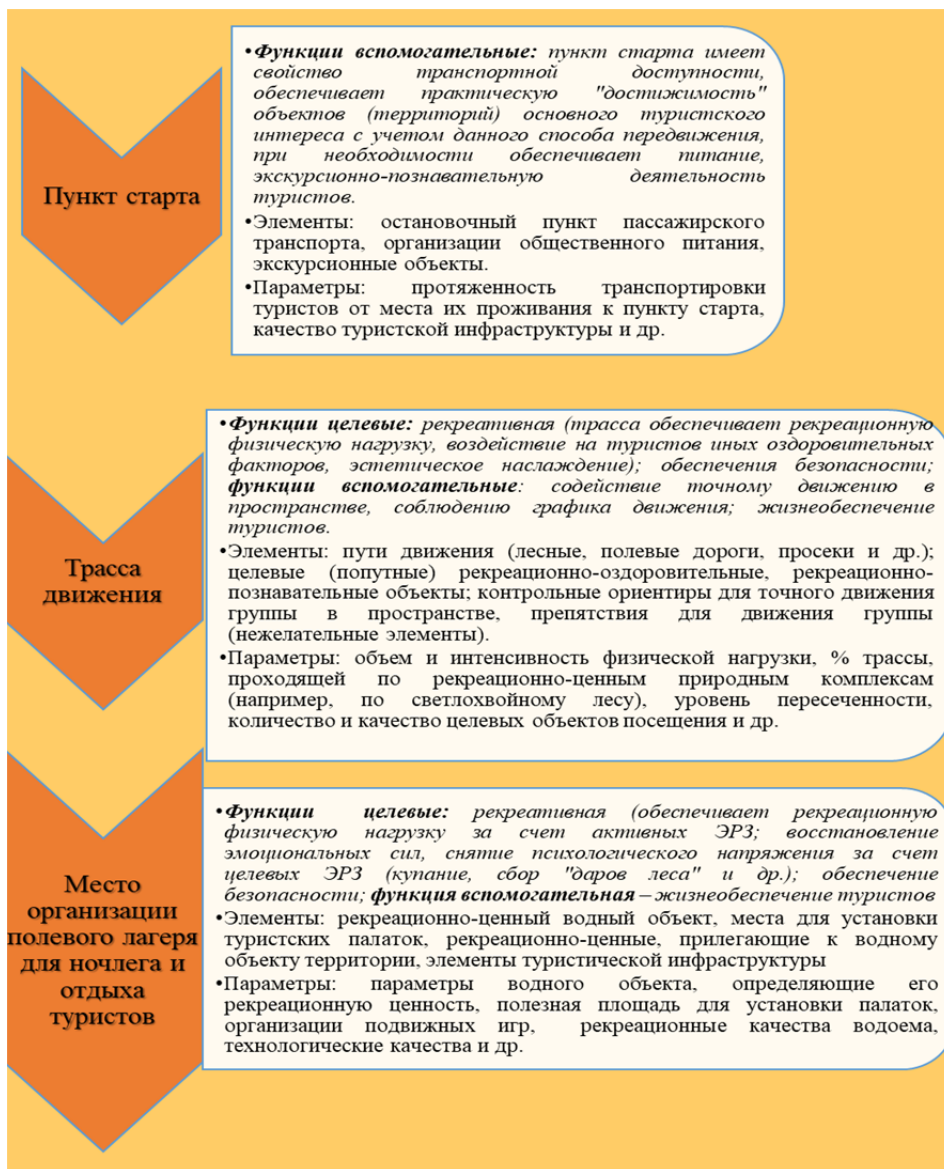 Пункт старта
•Функции вспомогательные: пункт старта имеет
свойство транспортной доступности,
обеспечивает практическую "достижимость"
объектов (территорий) основного туристского
интереса с учетом данного способа передвижения,
при необходимости обеспечивает питание,
экскурсионно-познавательную деятельность
туристов.
•Элементы: остановочный пункт пассажирского
транспорта, организации общественного питания,
экскурсионные объекты.
•Параметры: протяженность транспортировки
туристов от места их проживания к пункту старта,
качество туристской инфраструктуры и др.
Трасса
движения
•Функции целевые: рекреативная (трасса обеспечивает рекреационную
физическую нагрузку, воздействие на туристов иных оздоровительных
факторов, эстетическое наслаждение); обеспечения безопасности;
функции вспомогательные: содействие точному движению в
пространстве, соблюдению графика движения; жизнеобеспечение
туристов.
•Элементы: пути движения (лесные, полевые дороги, просеки и др.);
целевые (попутные) рекреационно-оздоровительные, рекреационно-
познавательные объекты; контрольные ориентиры для точного движения
группы в пространстве, препятствия для движения группы
(нежелательные элементы).
•Параметры: объем и интенсивность физической нагрузки, % трассы,
проходящей по рекреационно-ценным природным комплексам
(например, по светлохвойному лесу), уровень пересеченности,
количество и качество целевых объектов посещения и др.
Место
организации
полевого лагеря
для ночлега и
отдыха
туристов
•Функции целевые: рекреативная (обеспечивает рекреационную
физическую нагрузку за счет активных ЭРЗ; восстановление
эмоциональных сил, снятие психологического напряжения за счет
целевых ЭРЗ (купание, сбор "даров леса" и др.); обеспечение
безопасности; функция вспомогательная – жизнеобеспечение туристов
•Элементы: рекреационно-ценный водный объект, места для установки
туристских палаток, рекреационно-ценные, прилегающие к водному
объекту территории, элементы туристической инфраструктуры
•Параметры: параметры водного объекта, определяющие его
рекреационную ценность, полезная площадь для установки палаток,
организации подвижных игр, рекреационные качества водоема,
технологические качества и др.